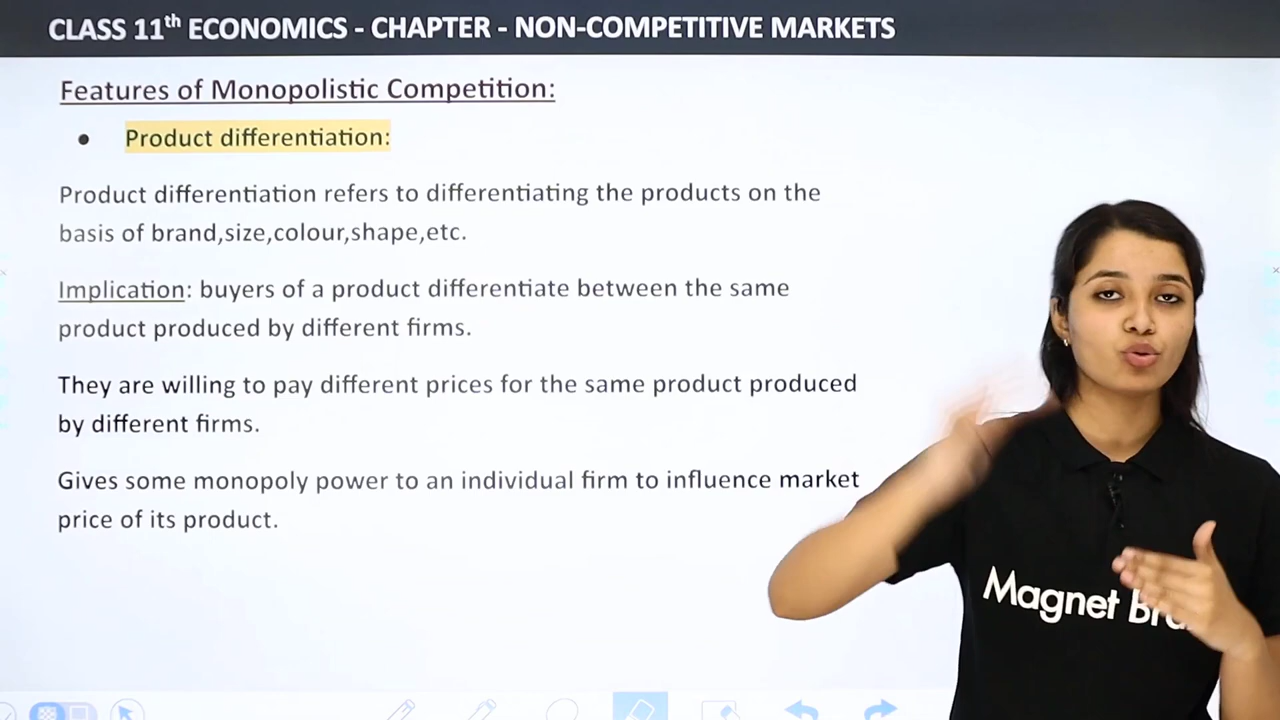 CLASS 11th ECONOMICS - CHAPTER - NON-COMPETITIVE MARKETS
Features of Monopolistic Competition:
• Product differentiation:
Product differentiation refers to differentiating the products on the
basis of brand,size,colour,shape,etc.
Implication: buyers of a product differentiate between the same
product produced by different firms.
They are willing to pay different prices for the same product produced
by different firms.
Gives some monopoly power to an individual firm to influence market
price of its product.
Magnet